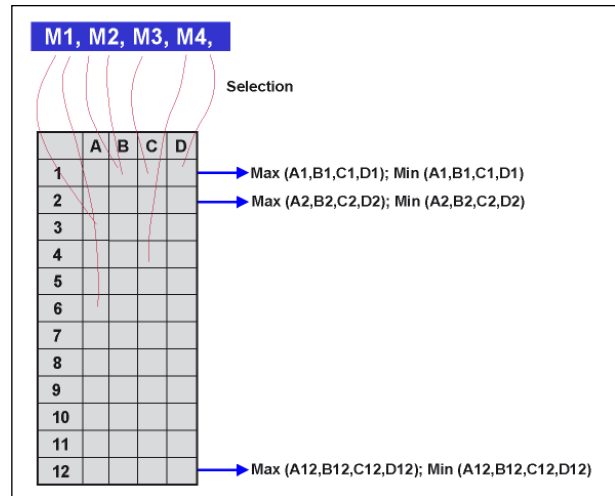 M1, M2, M3, M4,
Selection
A B C D
1 Max (A1,B1,C1,D1); Min (A1,B1,C1,D1)
2 Max (A2,B2,C2,D2); Min (A2,B2,C2,D2)
3
4
5
6
7
8
9
10
11
12 Max (A12,B12,C12,D12); Min (A12,B12,C12,D12)